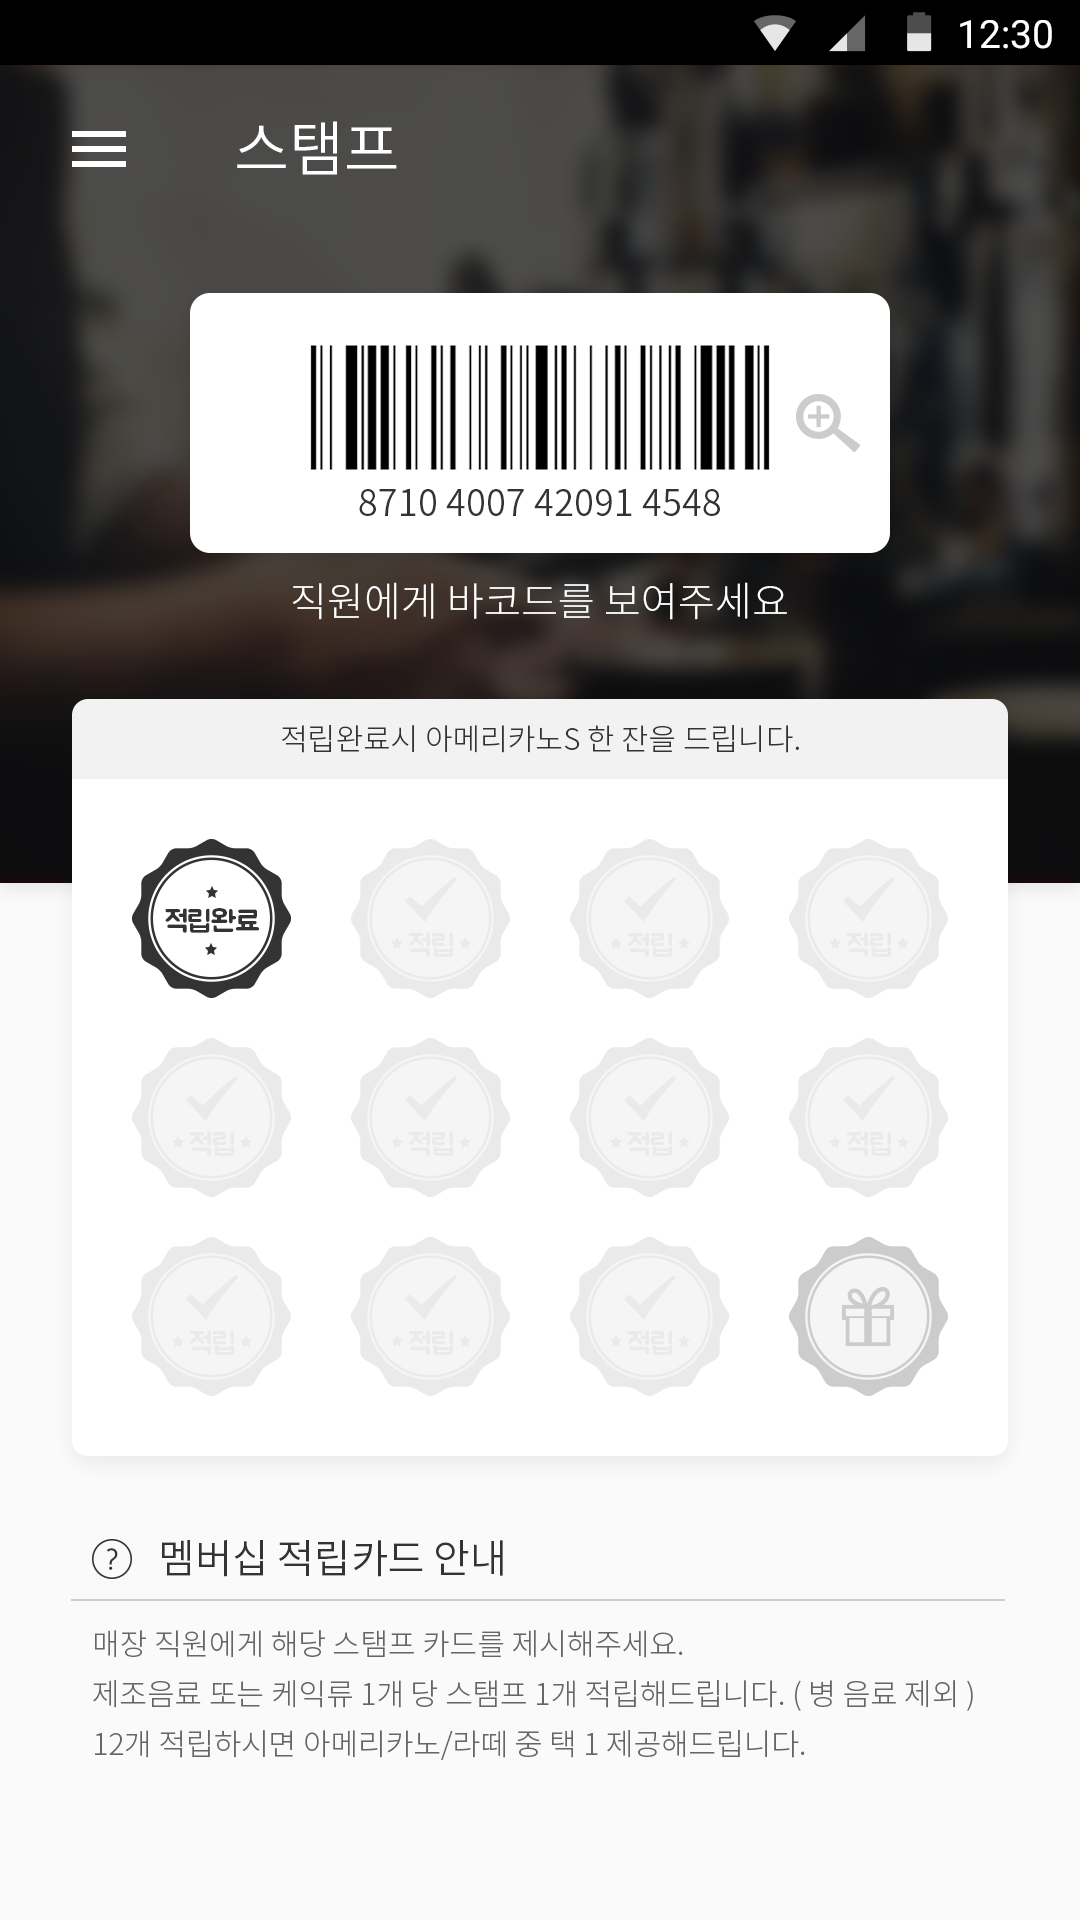 12:30
스탬프
8710 4007 42091 4548
직원에게 바코드를 보여주세요
적립완료시 아메리카노S 한 잔을 드립니다.
적립완료 적립 적립 적립
적립 적립 적립 적립
적립 적립 적립
? 멤버십 적립카드 안내
매장 직원에게 해당 스탬프 카드를 제시해주세요.
제조음료 또는 케익류 1개 당 스탬프 1개 적립해드립니다. ( 병 음료 제외 )
12개 적립하시면 아메리카노/라떼 중 택 1 제공해드립니다.